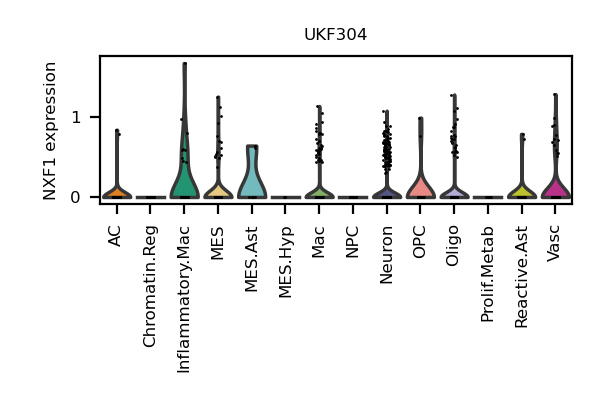 UKF304
NXF1 expression
1
0
AC
Chromatin.Reg
Inflammatory.Mac
MES
MES.Ast
MES.Hyp
Mac
NPC
Neuron
OPC
Oligo
Prolif.Metab
Reactive.Ast
Vasc